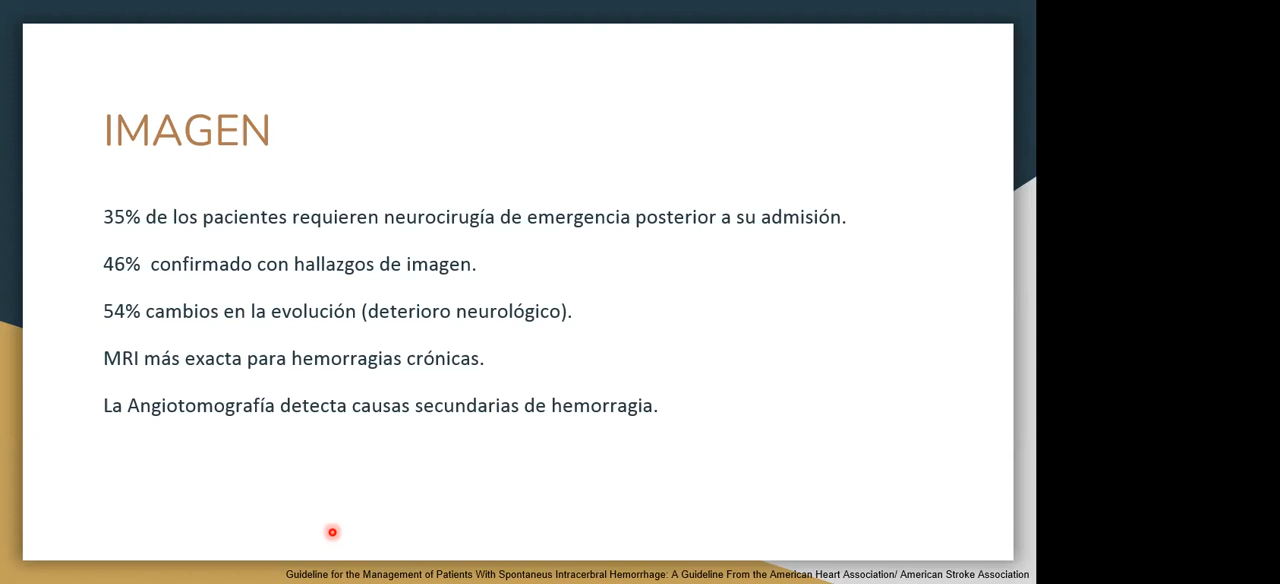 IMAGEN
35% de los pacientes requieren neurocirugía de emergencia posterior a su admisión.
46%  confirmado con hallazgos de imagen.
54% cambios en la evolución (deterioro neurológico).
MRI más exacta para hemorragias crónicas.
La Angiotomografía detecta causas secundarias de hemorragia.
Guideline for the Management of Patients With Spontaneus Intracerbral Hemorrhage: A Guideline From the American Heart Association/ American Stroke Association